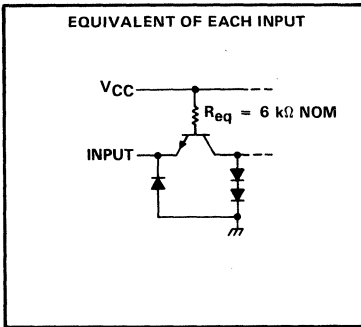 EQUIVALENT OF EACH INPUT
VCC
Req = 6 kΩ NOM
INPUT